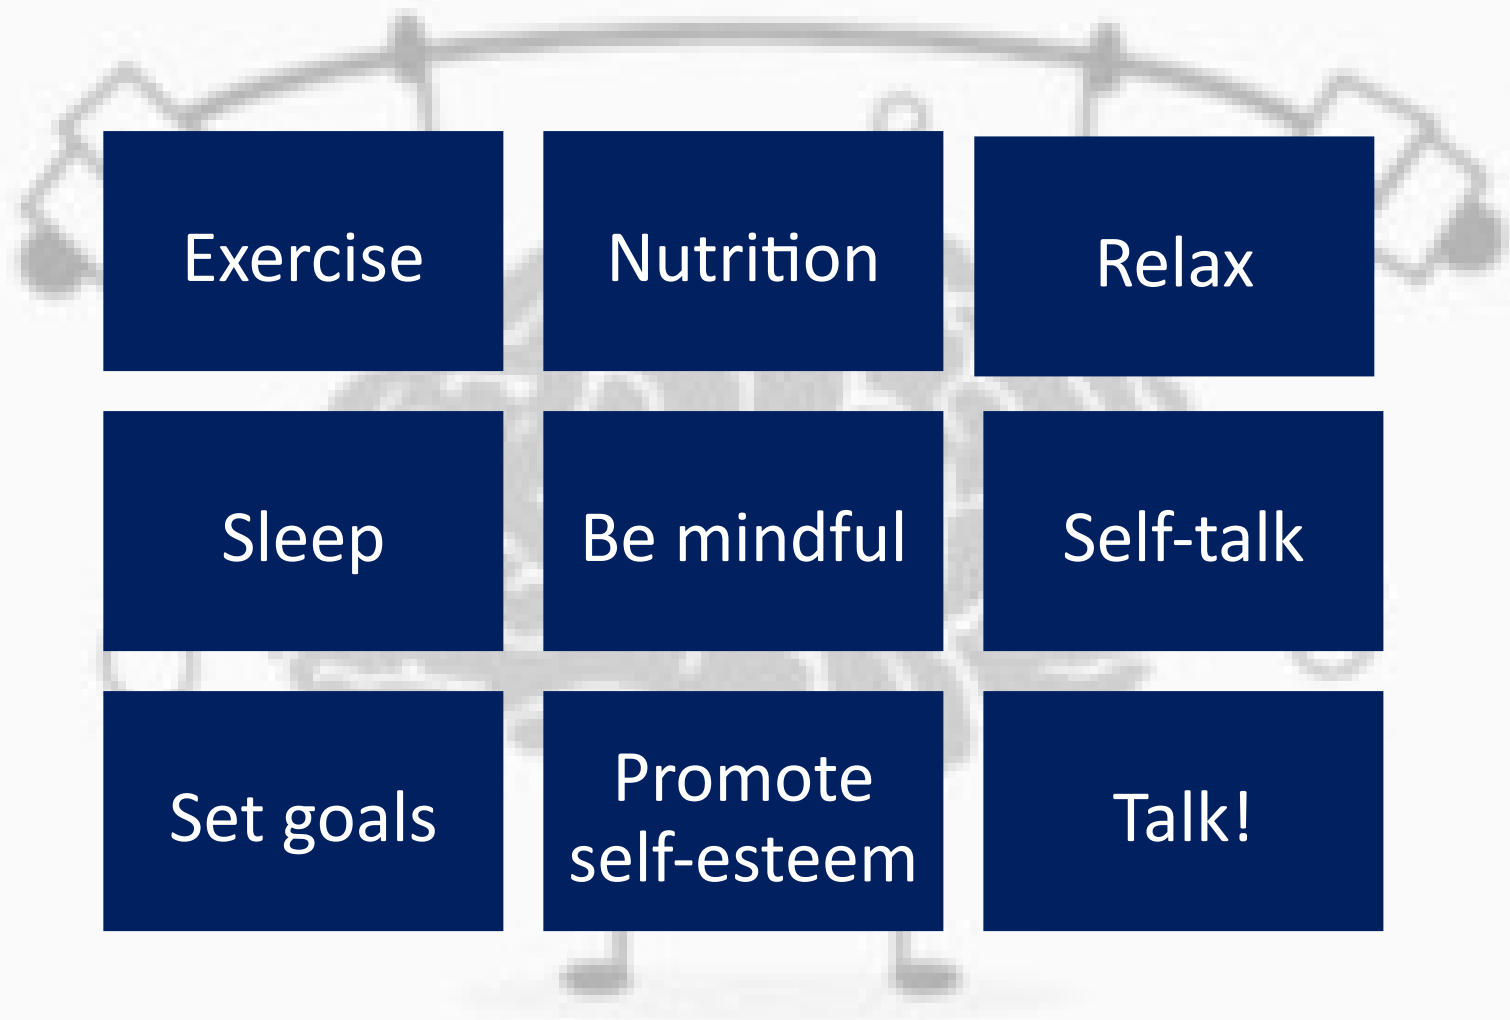 Exercise
Nutrition
Relax
Sleep
Be mindful
Self-talk
Set goals
Promote
self-esteem
Talk!